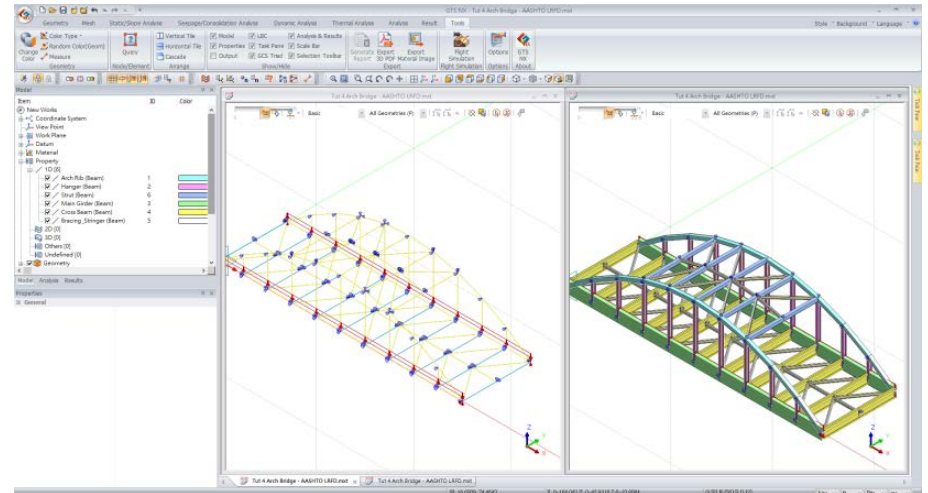 GTS NX - Tut 4 Arch Bridge - AASHTO LRFD.mxt
Geometry Mesh Static/Slope Analysis Seepage/Consolidation Analysis Dynamic Analysis Thermal Analysis Analysis Result Tools
Style Background Language
Change Color
Color Type
Random Color(Geom)
Measure
Geometry
Query
Node/Element
Vertical Tile
Horizontal Tile
Cascade
Arrange
Model LBC Analysis & Results
Properties Task Pane Scale Bar
Output GCS Triad Selection Toolbar
Show/Hide
Generate Report
Export 3D PDF
Export Material Image
Export
Flight Simulation
Flight Simulation
Options
Options
GTS NX
About
Model
Item ID Color
New Works
Coordinate System
View Point
Work Plane
Datum
Material
Property
1D [6]
Arch Rib (Beam) 1
Hanger (Beam) 2
Strut (Beam) 6
Main Girder (Beam) 3
Cross Beam (Beam) 4
Bracing_Stringer (Beam) 5
2D [0]
3D [0]
Others [0]
Undefined [0]
Geometry
Model Analysis Results
Properties
General
Tut 4 Arch Bridge - AASHTO LRFD.mxt
Basic
All Geometries (P)
Z
X
Tut 4 Arch Bridge - AASHTO LRFD.mxt
Basic
All Geometries (P)
Z
X
Task Pane
Task Pane
Tut 4 Arch Bridge - AASHTO LRFD.mxt Tut 4 Arch Bridge - AASHTO LRFD.mxt